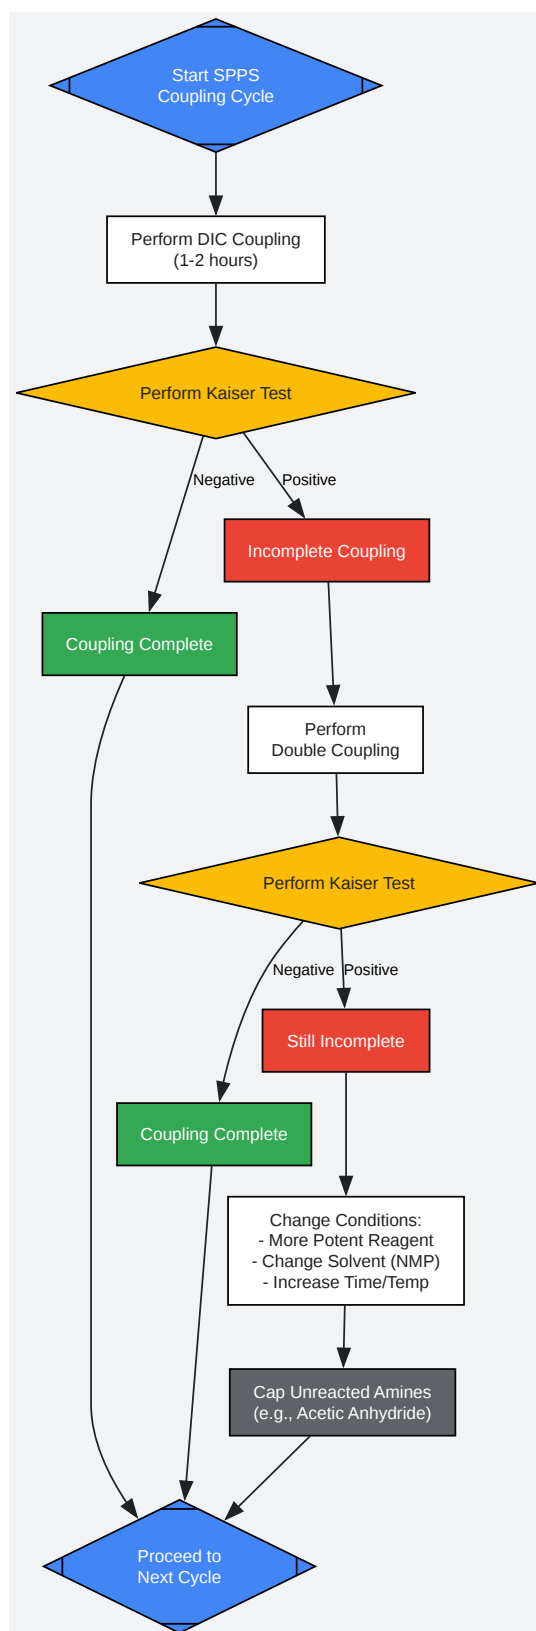 Start SPPS
Coupling Cycle
Perform DIC Coupling
(1-2 hours)
Perform Kaiser Test
Negative
Positive
Incomplete Coupling
Coupling Complete
Perform
Double Coupling
Perform Kaiser Test
Negative
Positive
Still Incomplete
Coupling Complete
Change Conditions:
- More Potent Reagent
- Change Solvent (NMP)
- Increase Time/Temp
Cap Unreacted Amines
(e.g., Acetic Anhydride)
Proceed to
Next Cycle